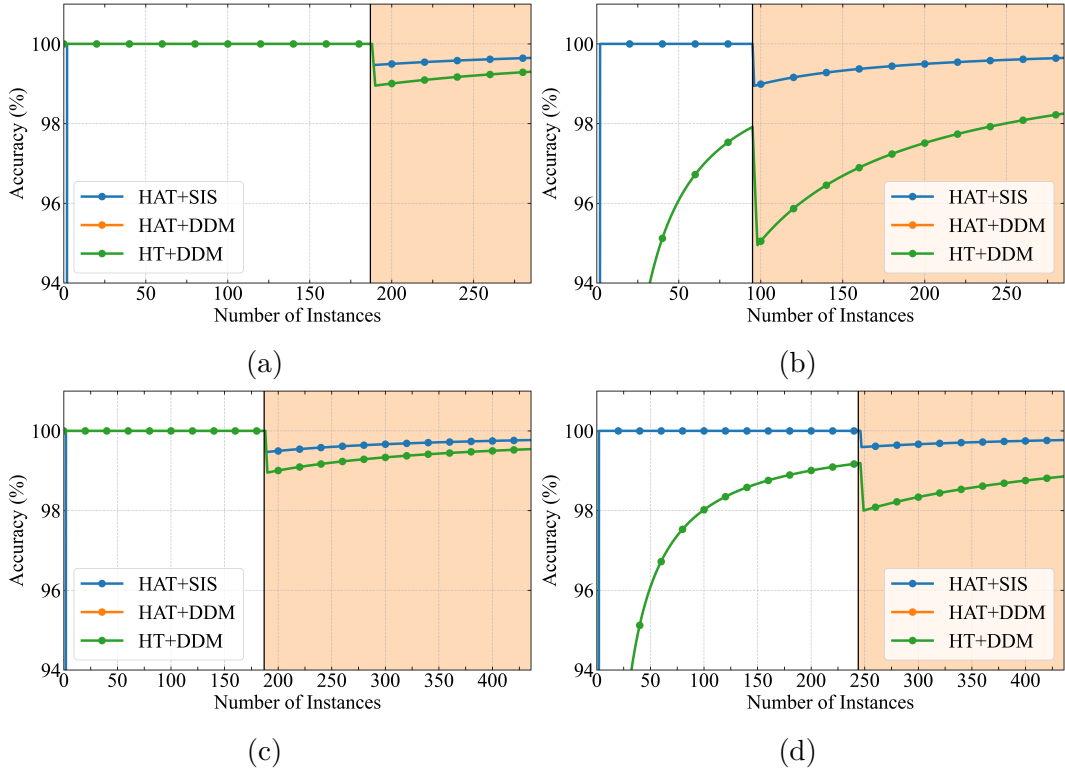 100
98
96
94
Accuracy (%)
HAT+SIS
HAT+DDM
HT+DDM
0 50 100 150 200 250
Number of Instances
(a)
100
98
96
94
Accuracy (%)
HAT+SIS
HAT+DDM
HT+DDM
0 50 100 150 200 250
Number of Instances
(b)
100
98
96
94
Accuracy (%)
HAT+SIS
HAT+DDM
HT+DDM
0 50 100 150 200 250 300 350 400
Number of Instances
(c)
100
98
96
94
Accuracy (%)
HAT+SIS
HAT+DDM
HT+DDM
0 50 100 150 200 250 300 350 400
Number of Instances
(d)